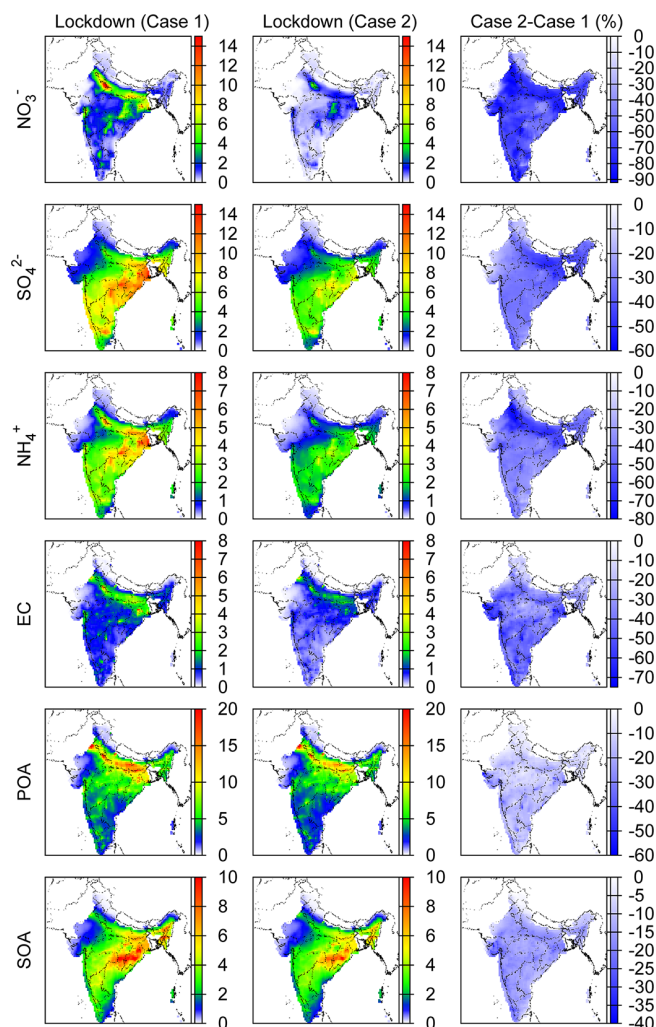 Lockdown (Case 1) Lockdown (Case 2) Case 2-Case 1 (%)
NO₃⁻
14 12 10 8 6 4 2 0
14 12 10 8 6 4 2 0
0 -10 -20 -30 -40 -50 -60 -70 -80 -90
SO₄²⁻
14 12 10 8 6 4 2 0
14 12 10 8 6 4 2 0
0 -10 -20 -30 -40 -50 -60
NH₄⁺
8 7 6 5 4 3 2 1 0
8 7 6 5 4 3 2 1 0
0 -10 -20 -30 -40 -50 -60 -70 -80
EC
8 7 6 5 4 3 2 1 0
8 7 6 5 4 3 2 1 0
0 -10 -20 -30 -40 -50 -60 -70
POA
20 15 10 5 0
20 15 10 5 0
0 -10 -20 -30 -40 -50 -60
SOA
10 8 6 4 2 0
10 8 6 4 2 0
0 -5 -10 -15 -20 -25 -30 -35 -40